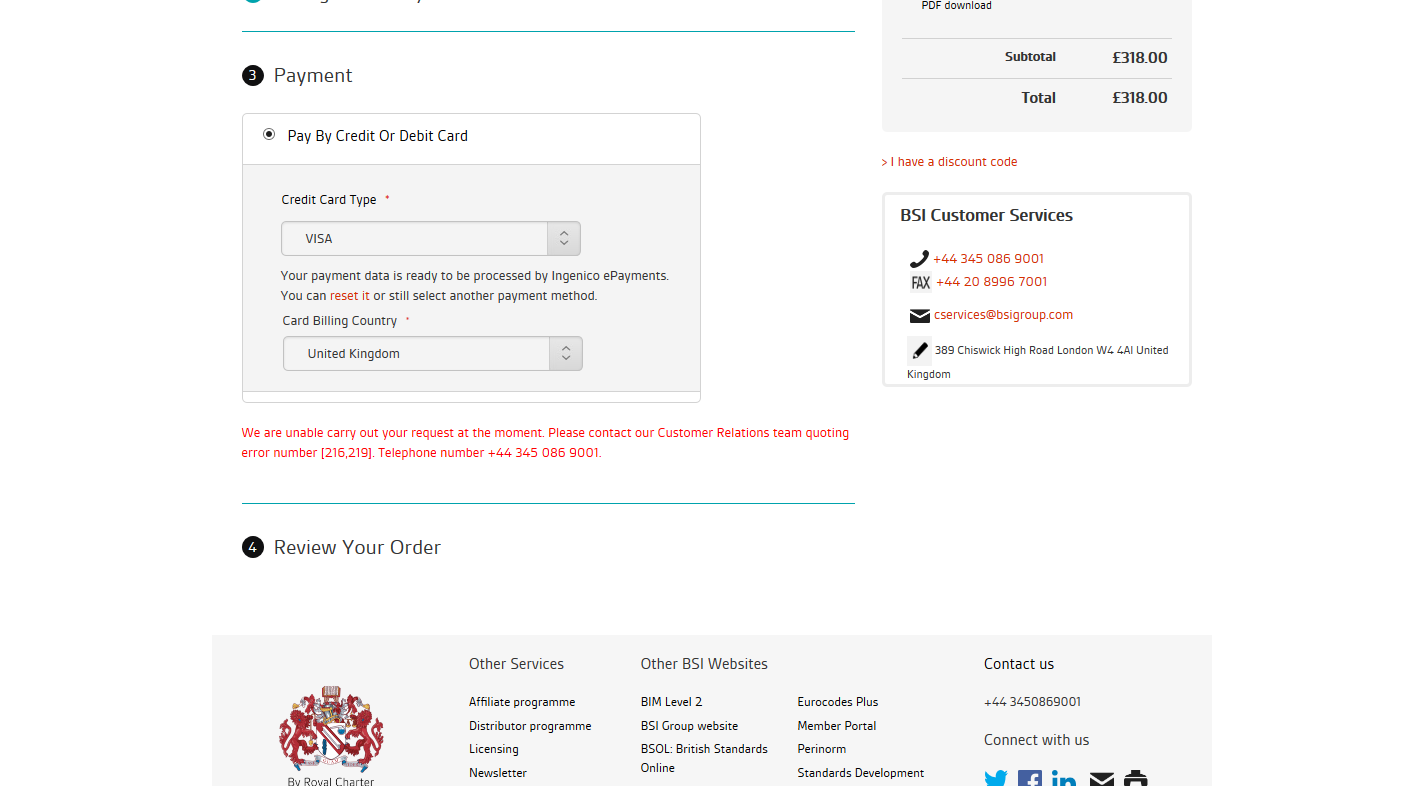 PDF download
Subtotal £318.00
Total £318.00
> I have a discount code
3 Payment
Pay By Credit Or Debit Card
Credit Card Type *
VISA
Your payment data is ready to be processed by Ingenico ePayments.
You can reset it or still select another payment method.
Card Billing Country *
United Kingdom
We are unable carry out your request at the moment. Please contact our Customer Relations team quoting
error number [216,219]. Telephone number +44 345 086 9001.
4 Review Your Order
BSI Customer Services
+44 345 086 9001
FAX +44 20 8996 7001
cservices@bsigroup.com
389 Chiswick High Road London W4 4Al United
Kingdom
By Royal Charter
Other Services
Affiliate programme
Distributor programme
Licensing
Newsletter
Other BSI Websites
BIM Level 2
BSI Group website
BSOL: British Standards
Online
Eurocodes Plus
Member Portal
Perinorm
Standards Development
Contact us
+44 3450869001
Connect with us